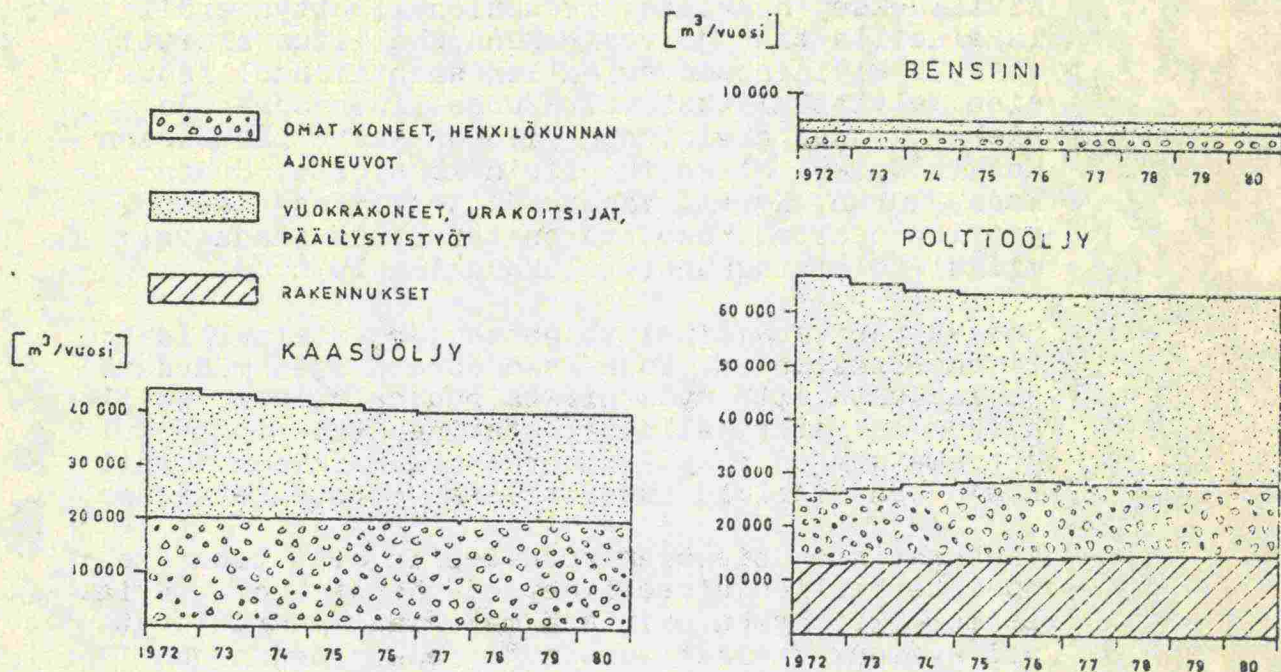 [m³/vuosi]
OMAT KONEET, HENKILÖKUNNAN
AJONEUVOT
VUOKRAKONEET, URAKOITSIJAT,
PÄÄLLYSTYSTYÖT
RAKENNUKSET
BENSIINI
10 000
1972 73 74 75 76 77 78 79 80
[m³/vuosi]
KAASUÖLJY
40 000
30 000
20 000
10 000
1972 73 74 75 76 77 78 79 80
POLTTOÖLJY
60 000
50 000
40 000
30 000
20 000
10 000
1972 73 74 75 76 77 78 79 80